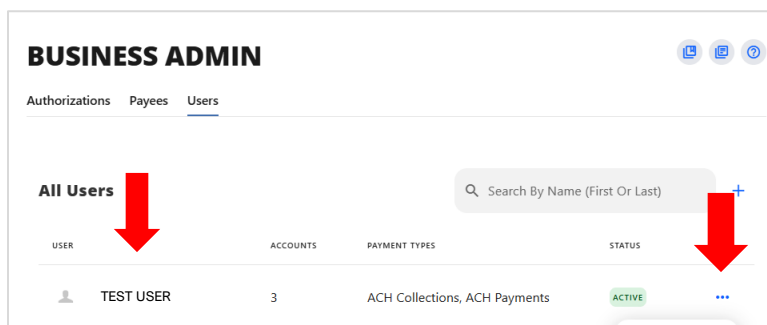 BUSINESS ADMIN
Authorizations Payees Users
All Users
Search By Name (First Or Last)
USER ACCOUNTS PAYMENT TYPES STATUS
TEST USER 3 ACH Collections, ACH Payments ACTIVE